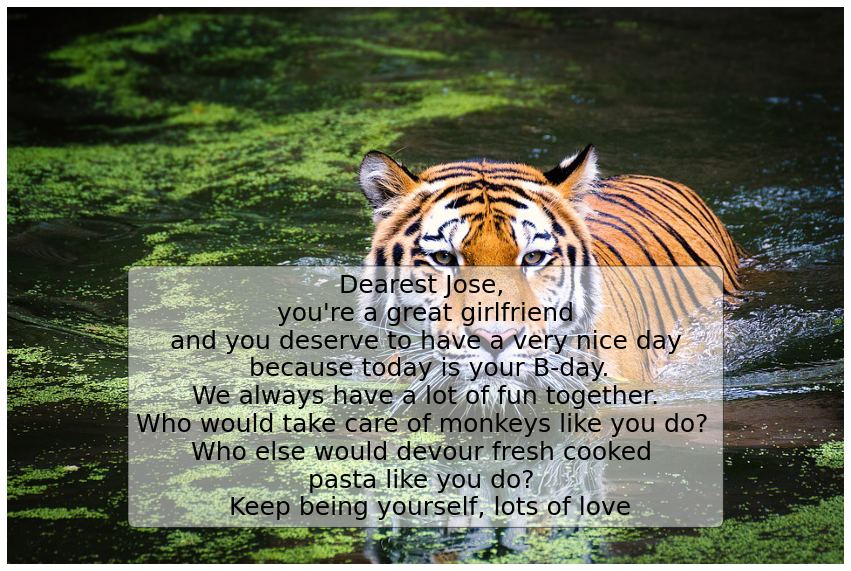 Dearest Jose,
you're a great girlfriend
and you deserve to have a very nice day
because today is your B-day.
We always have a lot of fun together.
Who would take care of monkeys like you do?
Who else would devour fresh cooked
pasta like you do?
Keep being yourself, lots of love